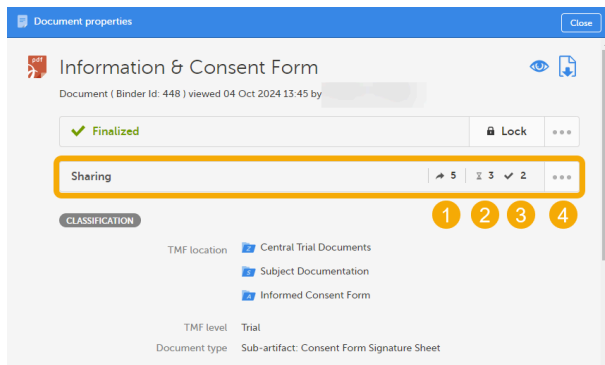 Document properties
Close
pdf
Information & Consent Form
Document ( Binder Id: 448 ) viewed 04 Oct 2024 13:45 by
Finalized
Lock
Sharing
5
3
2
1
2
3
4
CLASSIFICATION
TMF location
Z Central Trial Documents
S Subject Documentation
A Informed Consent Form
TMF level Trial
Document type Sub-artifact: Consent Form Signature Sheet